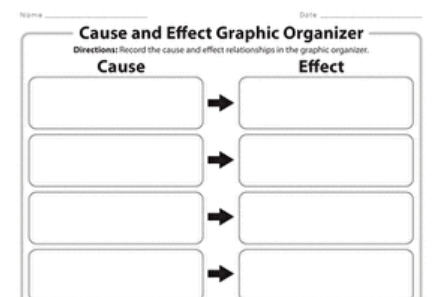 Name Date
Cause and Effect Graphic Organizer
Directions: Record the cause and effect relationships in the graphic organizer.
Cause Effect